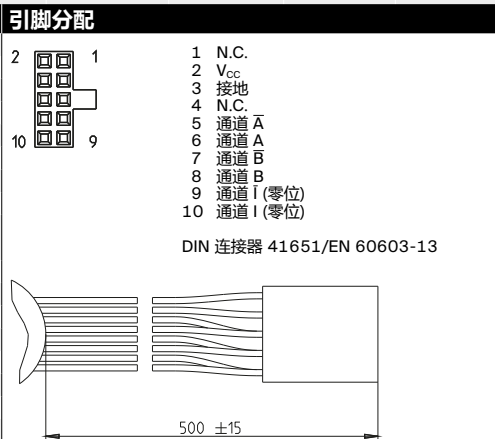 引脚分配
2 1
10 9
1 N.C.
2 V꜀꜀
3 接地
4 N.C.
5 通道 A̅
6 通道 A
7 通道 B̅
8 通道 B
9 通道 I̅ (零位)
10 通道 I (零位)
DIN 连接器 41651/EN 60603-13
500 ±15